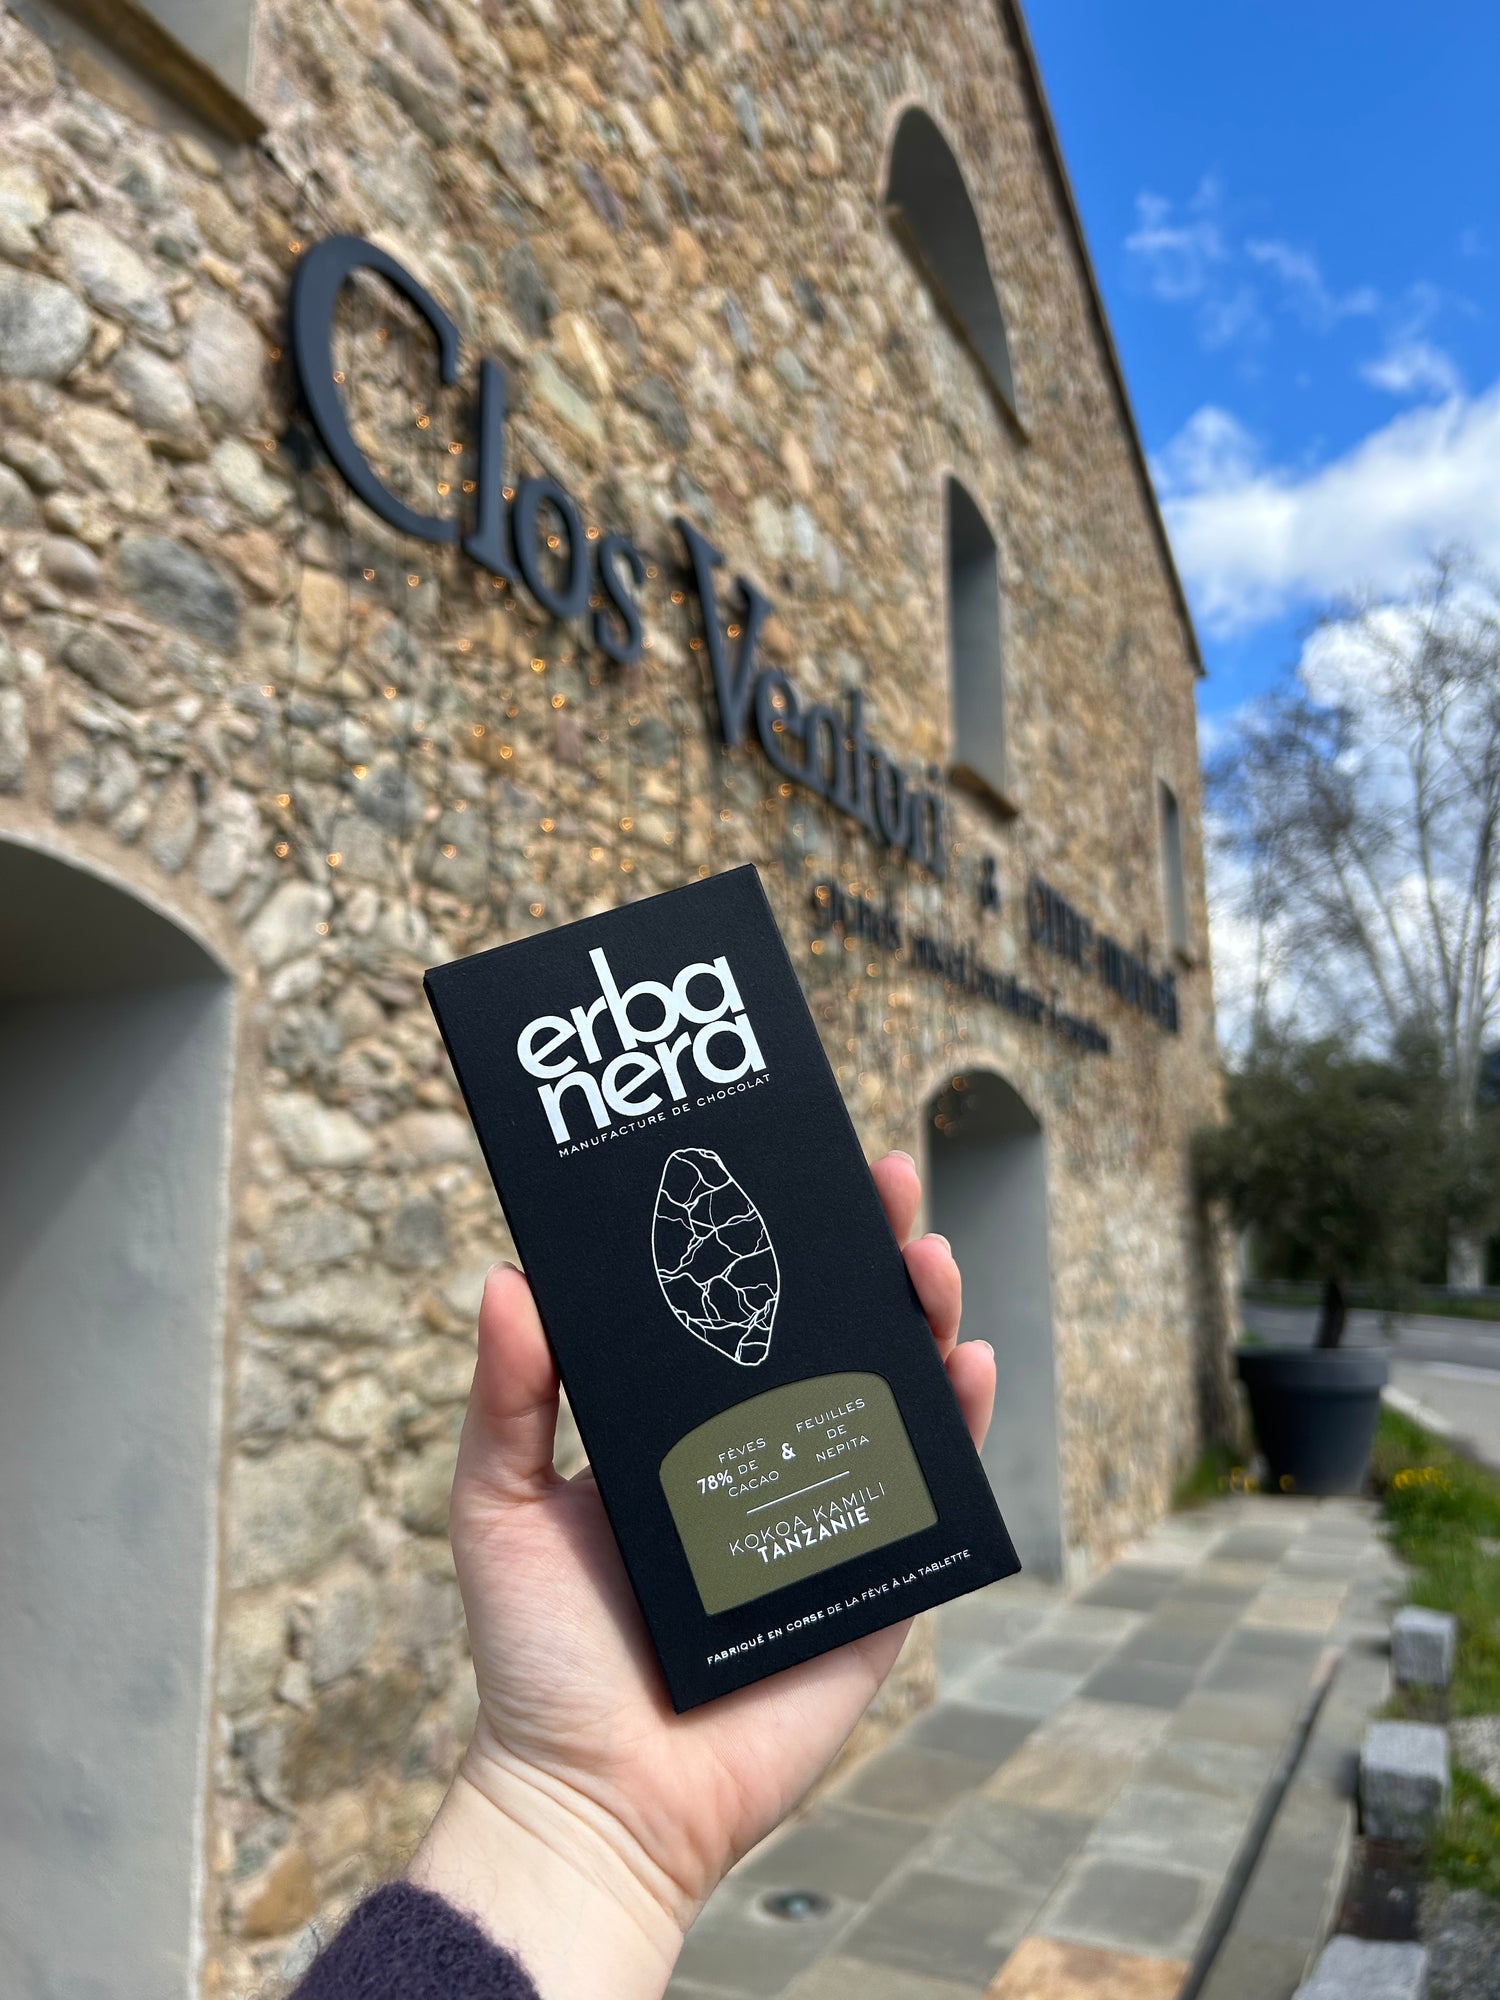 Clos Venturi
&
erba
nera
MANUFACTURE DE CHOCOLAT
78% FÈVES DE CACAO
&
FEUILLES DE NEPITA
KOKOA KAMILI
TANZANIE
FABRIQUÉ EN CORSE DE LA FÈVE À LA TABLETTE